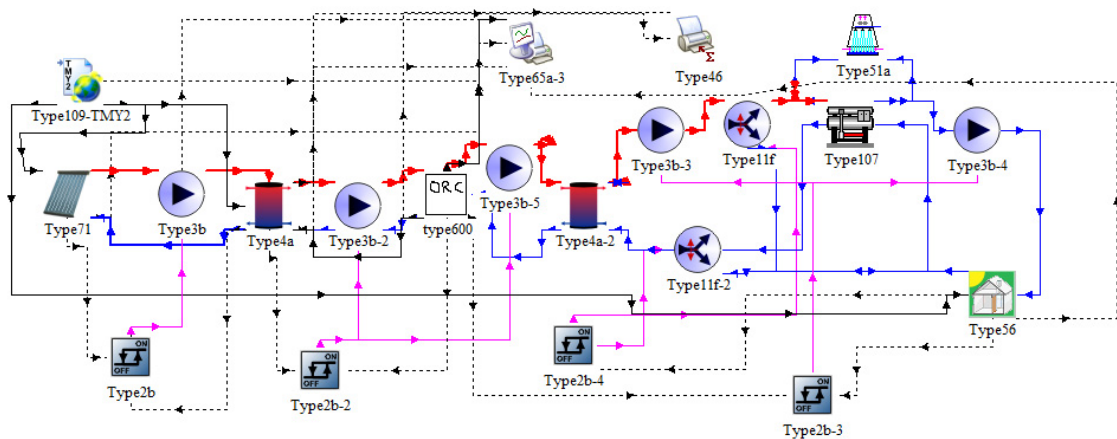 TMY2
Type109-TMY2
Type65a-3
Σ
Type46
Type51a
Type71
Type3b
Type4a
Type3b-2
ORC
type600
Type3b-5
Type4a-2
Type3b-3
Type11f
Type107
Type3b-4
Type11f-2
Type56
ON
OFF
Type2b
ON
OFF
Type2b-2
ON
OFF
Type2b-4
ON
OFF
Type2b-3